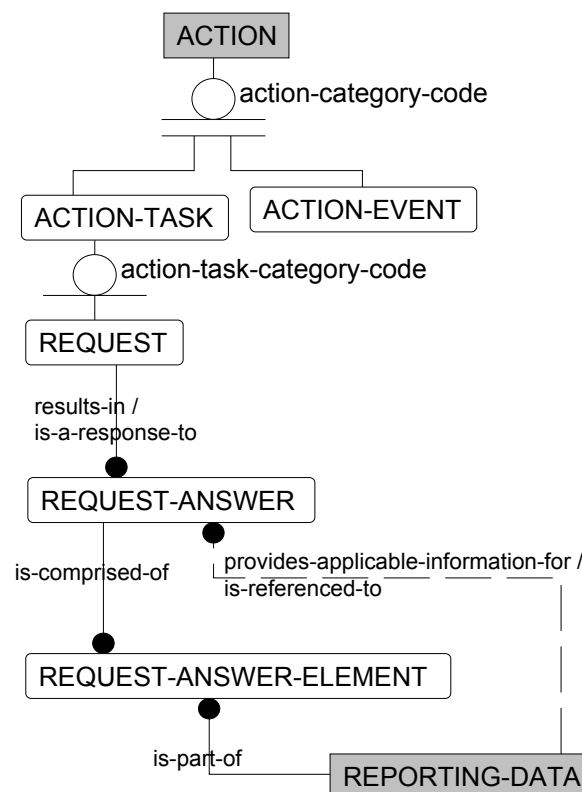 ACTION
action-category-code
ACTION-TASK
ACTION-EVENT
action-task-category-code
REQUEST
results-in /
is-a-response-to
REQUEST-ANSWER
provides-applicable-information-for /
is-referenced-to
is-comprised-of
REQUEST-ANSWER-ELEMENT
is-part-of
REPORTING-DATA